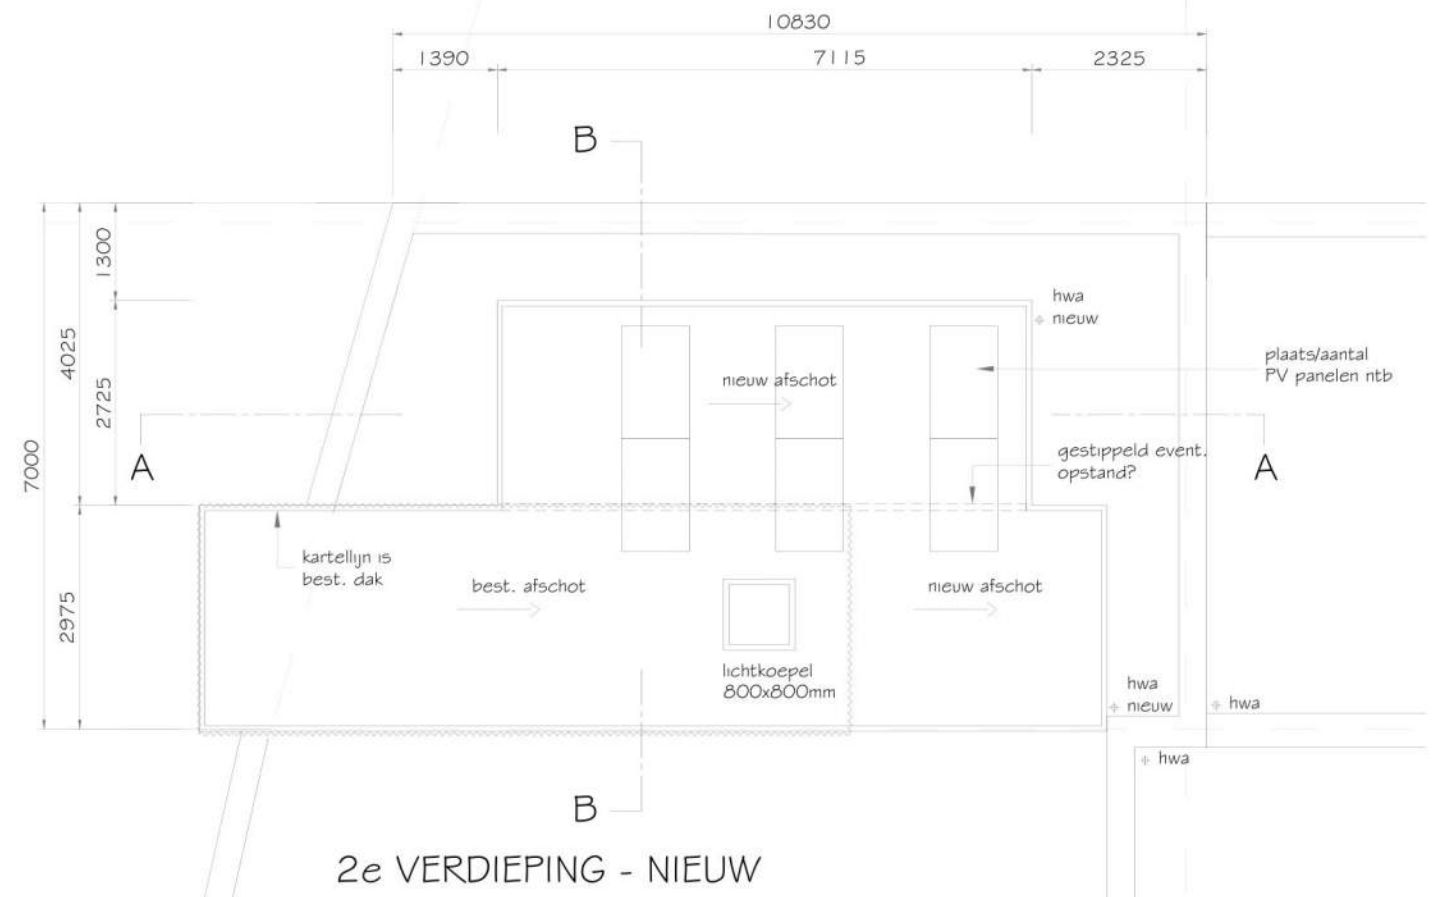 10830
1390
7115
2325
B
1300
4025
2725
7000
2975
hwa
nieuw
plaats/aantal
PV panelen ntb
nieuw afschot
A
gestippeld event.
opstand?
A
kartellijn is
best. dak
best. afschot
nieuw afschot
lichtkoepel
800x800mm
hwa
nieuw
hwa
hwa
B
2e VERDIEPING - NIEUW